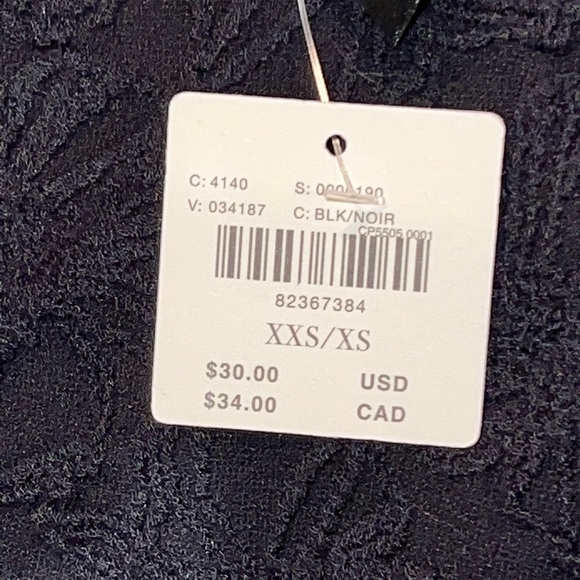 C: 4140 S:
V: 034187 C: BLK/NOIR
CP5505 0001
82367384
XXS/XS
$30.00 USD
$34.00 CAD